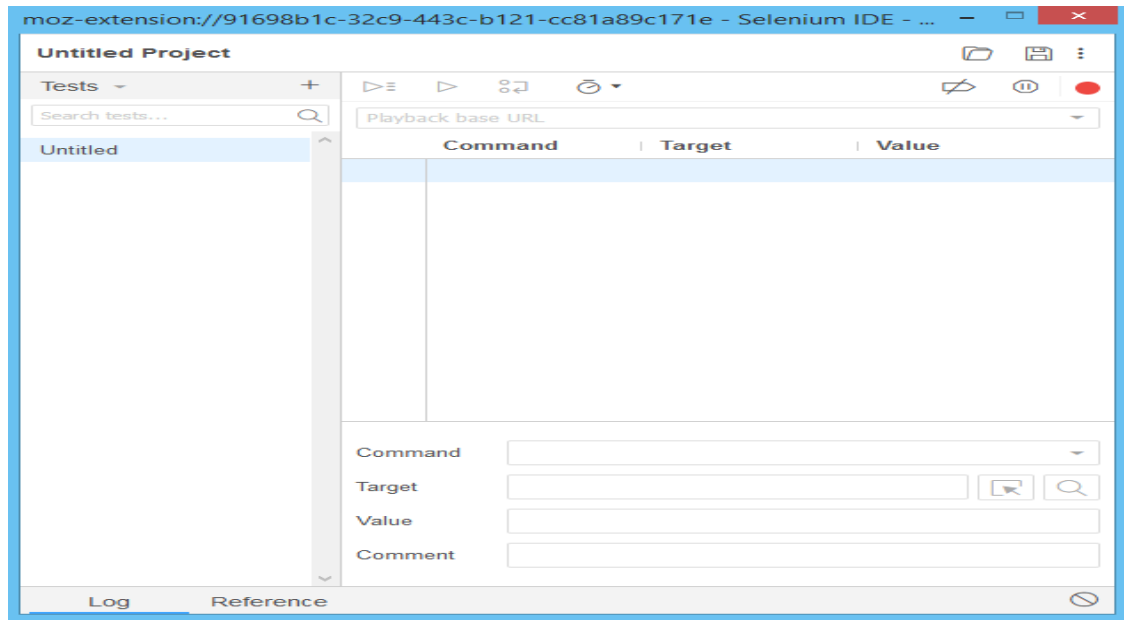 moz-extension://91698b1c-32c9-443c-b121-cc81a89c171e - Selenium IDE - ...
Untitled Project
Tests
Search tests...
Untitled
Playback base URL
Command Target Value
Command
Target
Value
Comment
Log Reference